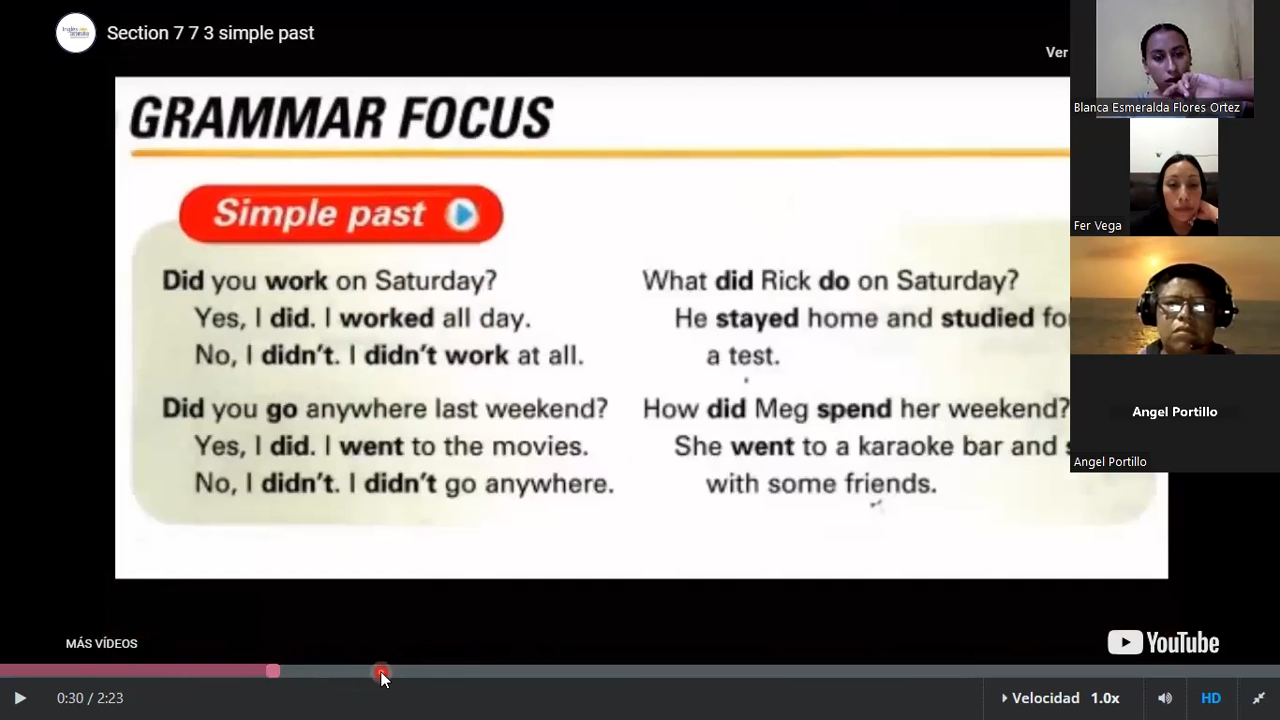 Section 7 7 3 simple past
Ver
GRAMMAR FOCUS
Simple past
Did you work on Saturday?
Yes, I did. I worked all day.
No, I didn't. I didn't work at all.
Did you go anywhere last weekend?
Yes, I did. I went to the movies.
No, I didn't. I didn't go anywhere.
What did Rick do on Saturday?
He stayed home and studied
a test.
How did Meg spend her weekend?
She went to a karaoke bar and
with some friends.
Blanca Esmeralda Flores Ortez
Fer Vega
Angel Portillo
Angel Portillo
MÁS VÍDEOS
YouTube
0:30 / 2:23
Velocidad 1.0x
HD